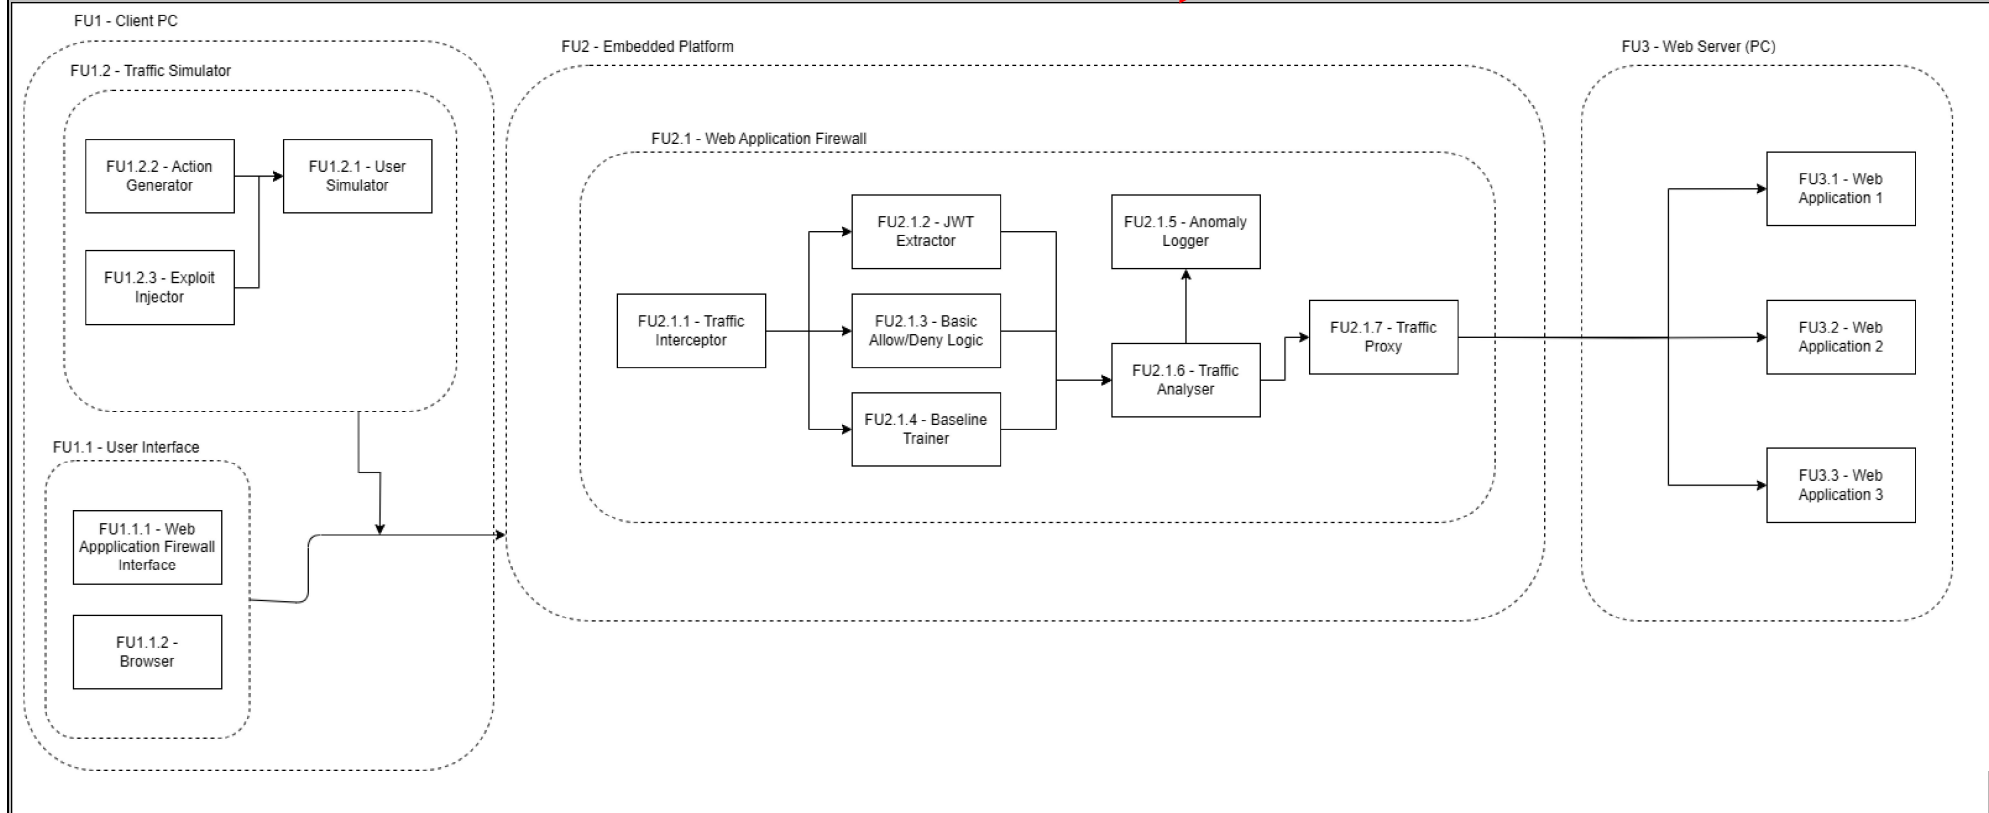 FU1 - Client PC
FU1.2 - Traffic Simulator
FU1.2.2 - Action
Generator
FU1.2.1 - User
Simulator
FU1.2.3 - Exploit
Injector
FU1.1 - User Interface
FU1.1.1 - Web
Appplication Firewall
Interface
FU1.1.2 -
Browser
FU2 - Embedded Platform
FU2.1 - Web Application Firewall
FU2.1.1 - Traffic
Interceptor
FU2.1.2 - JWT
Extractor
FU2.1.3 - Basic
Allow/Deny Logic
FU2.1.4 - Baseline
Trainer
FU2.1.5 - Anomaly
Logger
FU2.1.6 - Traffic
Analyser
FU2.1.7 - Traffic
Proxy
FU3 - Web Server (PC)
FU3.1 - Web
Application 1
FU3.2 - Web
Application 2
FU3.3 - Web
Application 3